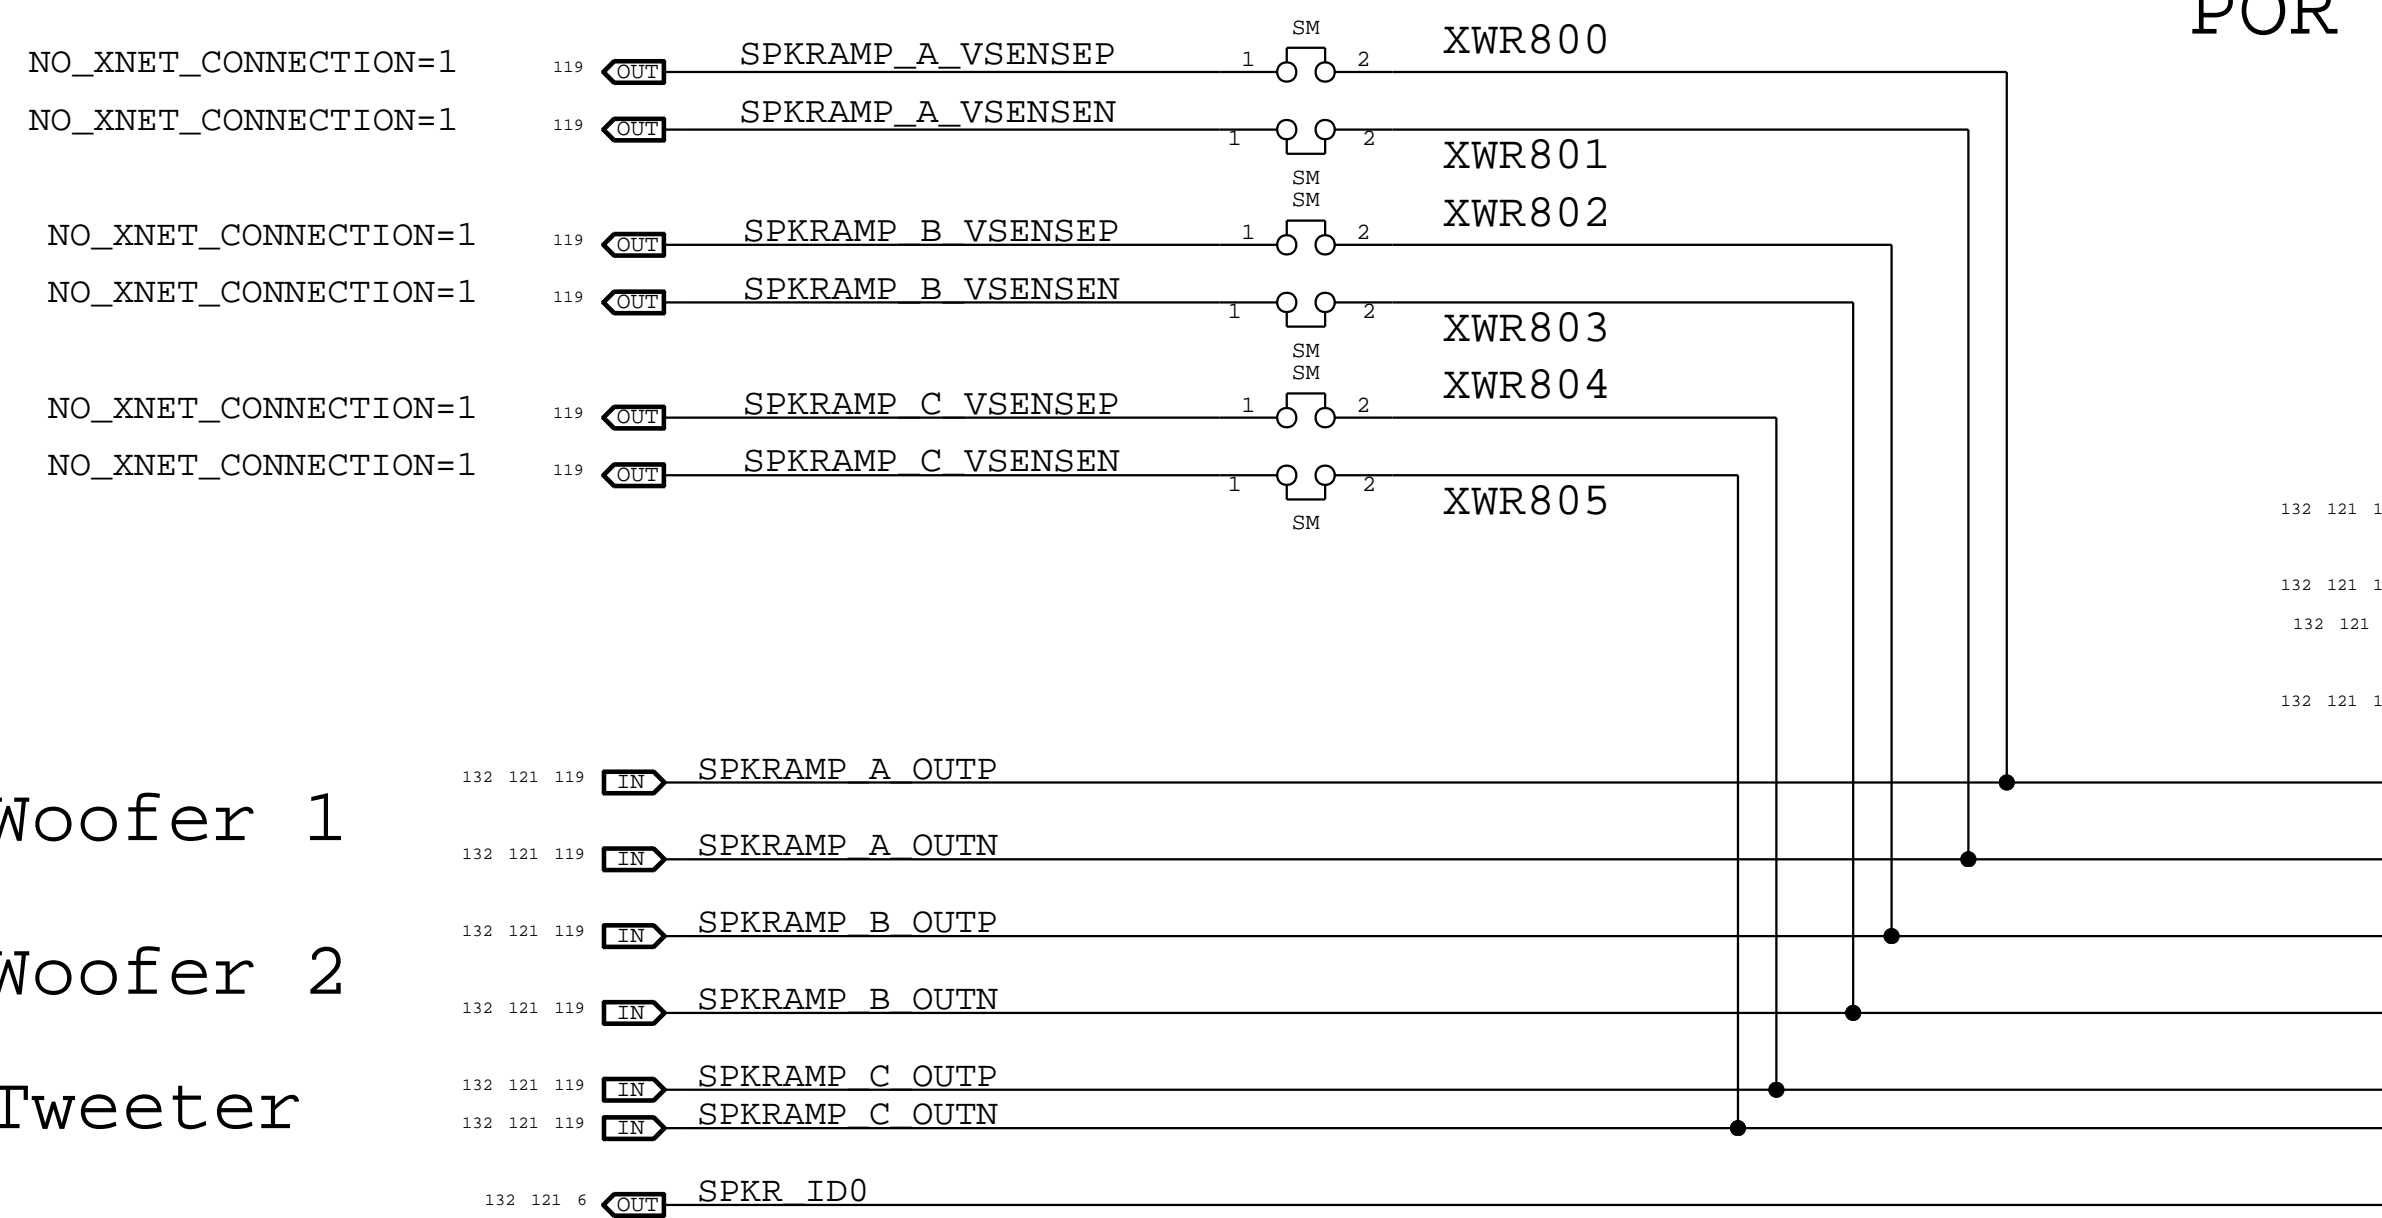 POR
SM
NO_XNET_CONNECTION=1 119 OUT SPKRAMP_A_VSENSEP 1 2 XWR800
NO_XNET_CONNECTION=1 119 OUT SPKRAMP_A_VSENSEN 1 2
XWR801
SM
SM
XWR802
NO_XNET_CONNECTION=1 119 OUT SPKRAMP_B_VSENSEP 1 2
NO_XNET_CONNECTION=1 119 OUT SPKRAMP_B_VSENSEN 1 2
XWR803
SM
SM
XWR804
NO_XNET_CONNECTION=1 119 OUT SPKRAMP_C_VSENSEP 1 2
NO_XNET_CONNECTION=1 119 OUT SPKRAMP_C_VSENSEN 1 2
XWR805
SM
132 121 1
132 121 1
132 121
132 121 1
132 121 119 IN SPKRAMP_A_OUTP
Woofer 1
132 121 119 IN SPKRAMP_A_OUTN
132 121 119 IN SPKRAMP_B_OUTP
Woofer 2
132 121 119 IN SPKRAMP_B_OUTN
132 121 119 IN SPKRAMP_C_OUTP
Tweeter
132 121 119 IN SPKRAMP_C_OUTN
132 121 6 OUT SPKR_ID0